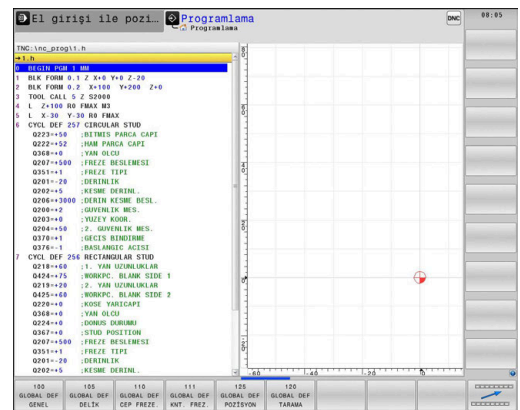 El girişi ile pozi...
Programlama
Programlama
DNC
08:05
TNC:\nc_prog\1.h
→1.h
0 BEGIN PGM 1 MM
1 BLK FORM 0.1 Z X+0 Y+0 Z-20
2 BLK FORM 0.2 X+100 Y+200 Z+0
3 TOOL CALL 5 Z S2000
4 L Z+100 R0 FMAX M3
5 L X-30 Y-30 R0 FMAX
6 CYCL DEF 257 CIRCULAR STUD
Q223=+50 ;BITMIS PARCA CAPI
Q222=+52 ;HAM PARCA CAPI
Q368=+0 ;YAN OLCU
Q207=+500 ;FREZE BESLEMESI
Q351=+1 ;FREZE TIPI
Q201=-20 ;DERINLIK
Q202=+5 ;KESME DERINL.
Q206=+3000 ;DERIN KESME BESL.
Q200=+2 ;GUVENLIK MES.
Q203=+0 ;YUZEY KOOR.
Q204=+50 ;2. GUVENLIK MES.
Q370=+1 ;GECIS BINDIRME
Q376=-1 ;BASLANGIC ACISI
7 CYCL DEF 256 RECTANGULAR STUD
Q218=+60 ;1. YAN UZUNLUKLAR
Q424=+75 ;WORKPC. BLANK SIDE 1
Q219=+20 ;2. YAN UZUNLUKLAR
Q425=+60 ;WORKPC. BLANK SIDE 2
Q220=+0 ;KOSE YARICAPI
Q368=+0 ;YAN OLCU
Q224=+0 ;DONUS DURUMU
Q367=+0 ;STUD POSITION
Q207=+500 ;FREZE BESLEMESI
Q351=+1 ;FREZE TIPI
Q201=-20 ;DERINLIK
Q202=+5 ;KESME DERINL.
-60 -40 -20 0
100 GLOBAL DEF GENEL
105 GLOBAL DEF DELİK
110 GLOBAL DEF CEP FREZE.
111 GLOBAL DEF KNT. FREZ.
125 GLOBAL DEF POZİSYON
120 GLOBAL DEF TARAMA